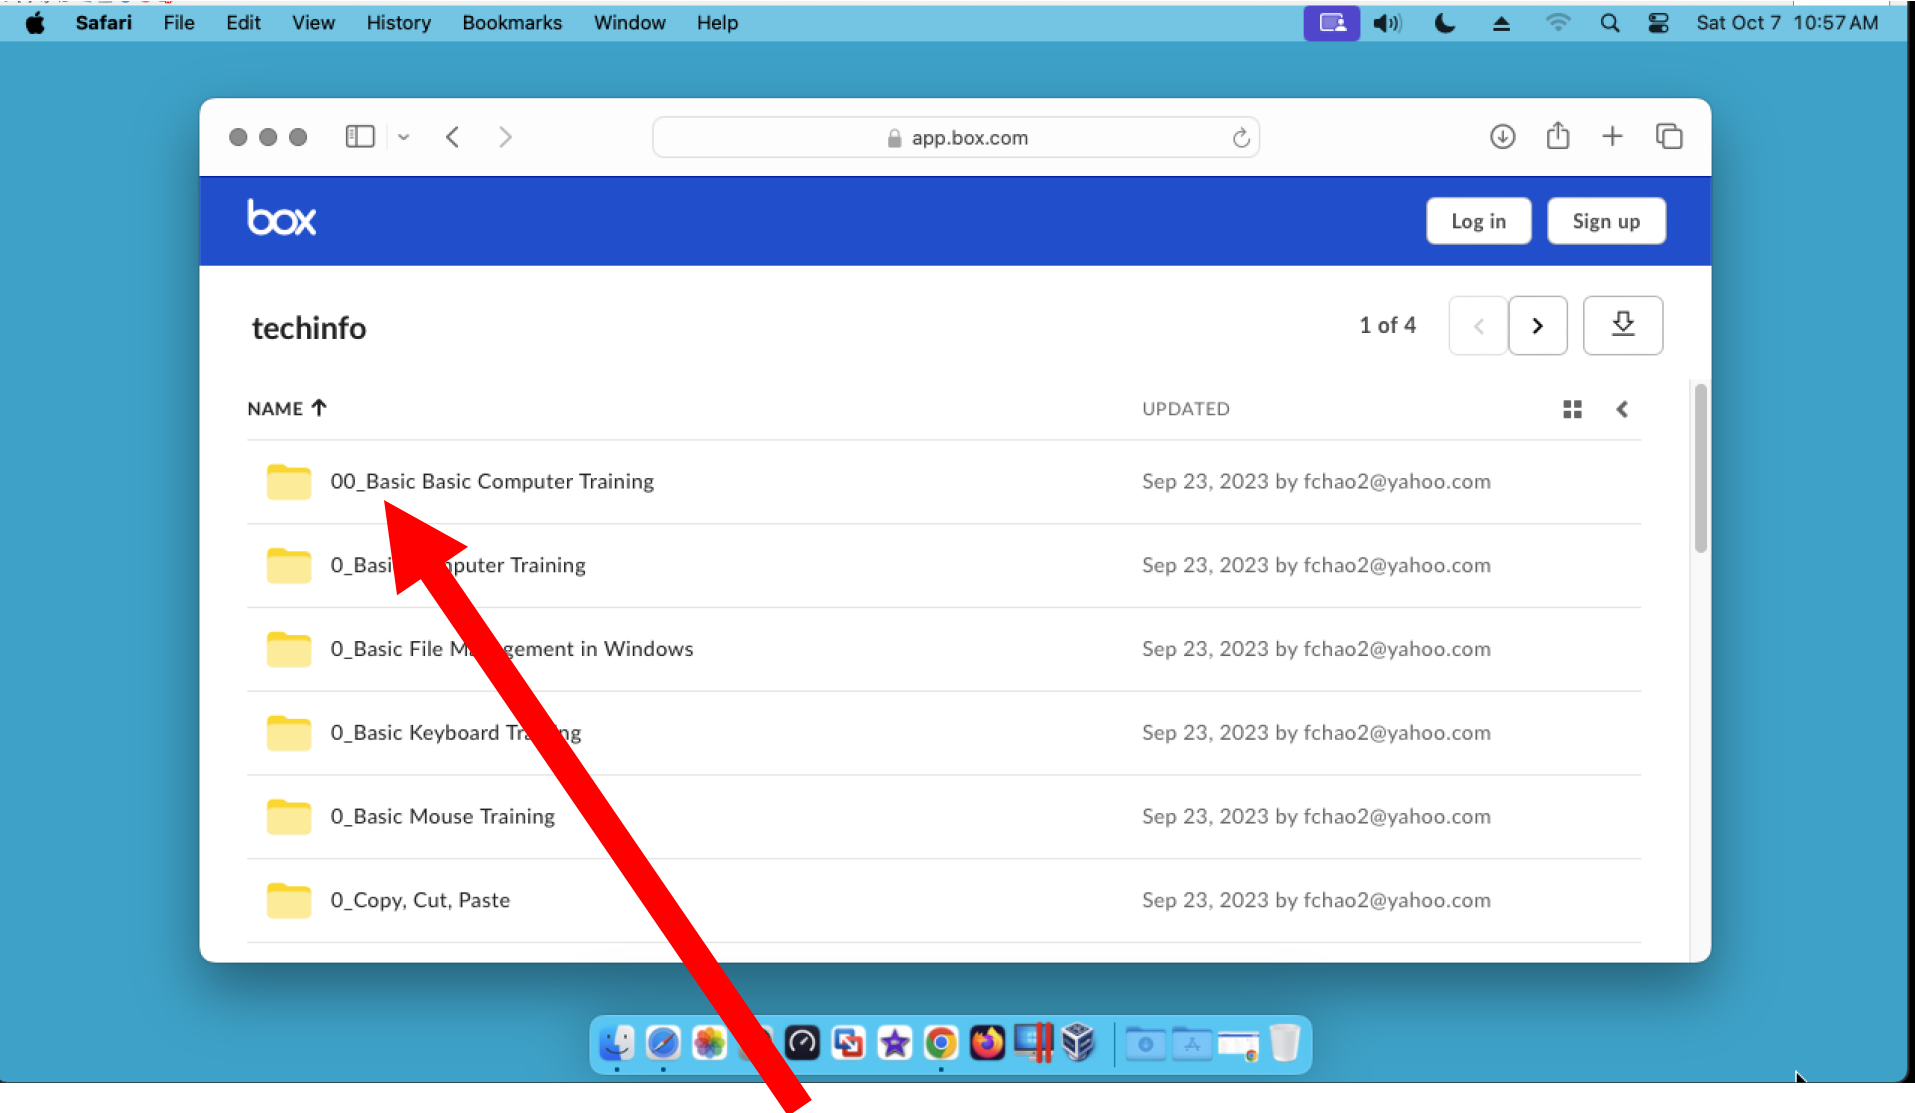 Safari File Edit View History Bookmarks Window Help Sat Oct 7 10:57 AM
app.box.com
box Log in Sign up
techinfo 1 of 4
NAME UPDATED
00_Basic Basic Computer Training Sep 23, 2023 by fchao2@yahoo.com
0_Basi puter Training Sep 23, 2023 by fchao2@yahoo.com
0_Basic File M gement in Windows Sep 23, 2023 by fchao2@yahoo.com
0_Basic Keyboard Tr ng Sep 23, 2023 by fchao2@yahoo.com
0_Basic Mouse Training Sep 23, 2023 by fchao2@yahoo.com
0_Copy, Cut, Paste Sep 23, 2023 by fchao2@yahoo.com